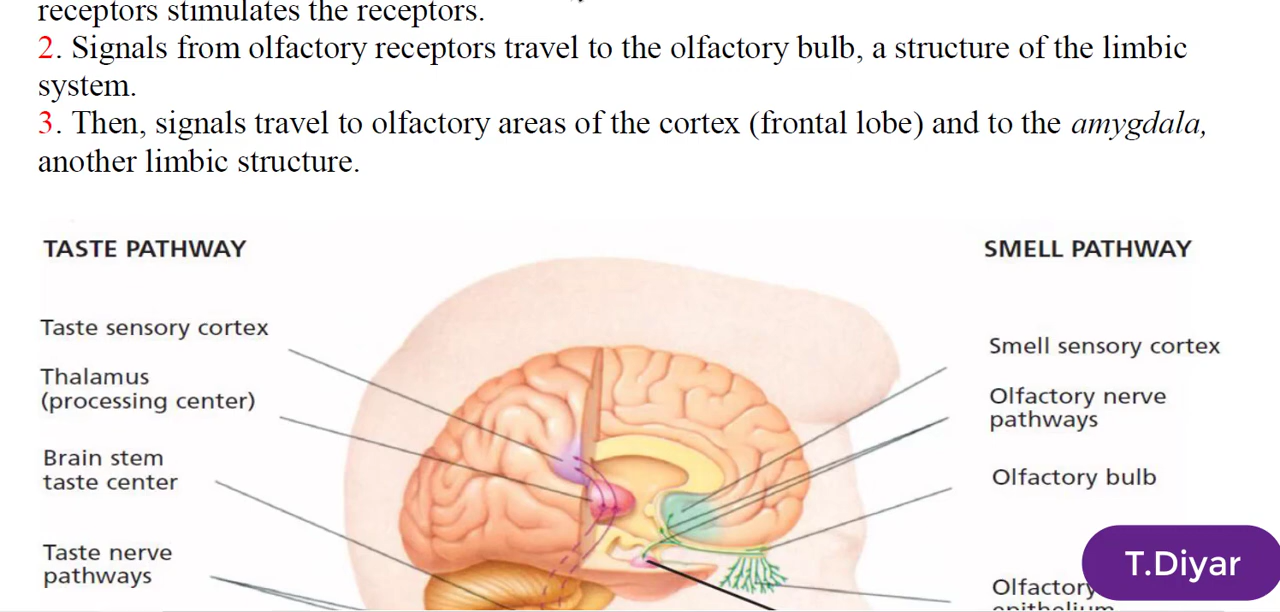 receptors stimulates the receptors.
2. Signals from olfactory receptors travel to the olfactory bulb, a structure of the limbic
system.
3. Then, signals travel to olfactory areas of the cortex (frontal lobe) and to the amygdala,
another limbic structure.
TASTE PATHWAY
SMELL PATHWAY
Taste sensory cortex
Thalamus
(processing center)
Brain stem
taste center
Taste nerve
pathways
Smell sensory cortex
Olfactory nerve
pathways
Olfactory bulb
Olfactory
epithelium
T.Diyar